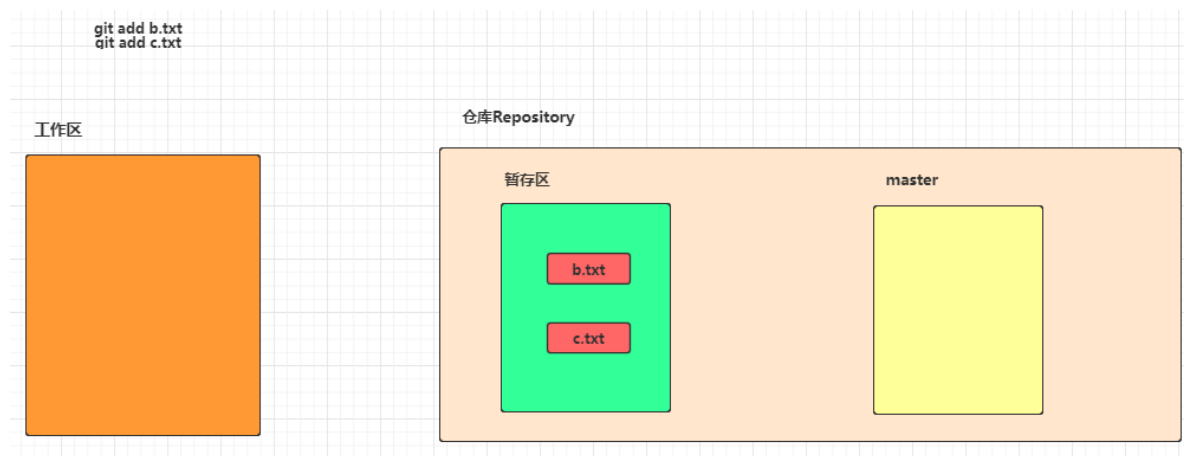 git add b.txt
git add c.txt
工作区
仓库Repository
暂存区
master
b.txt
c.txt